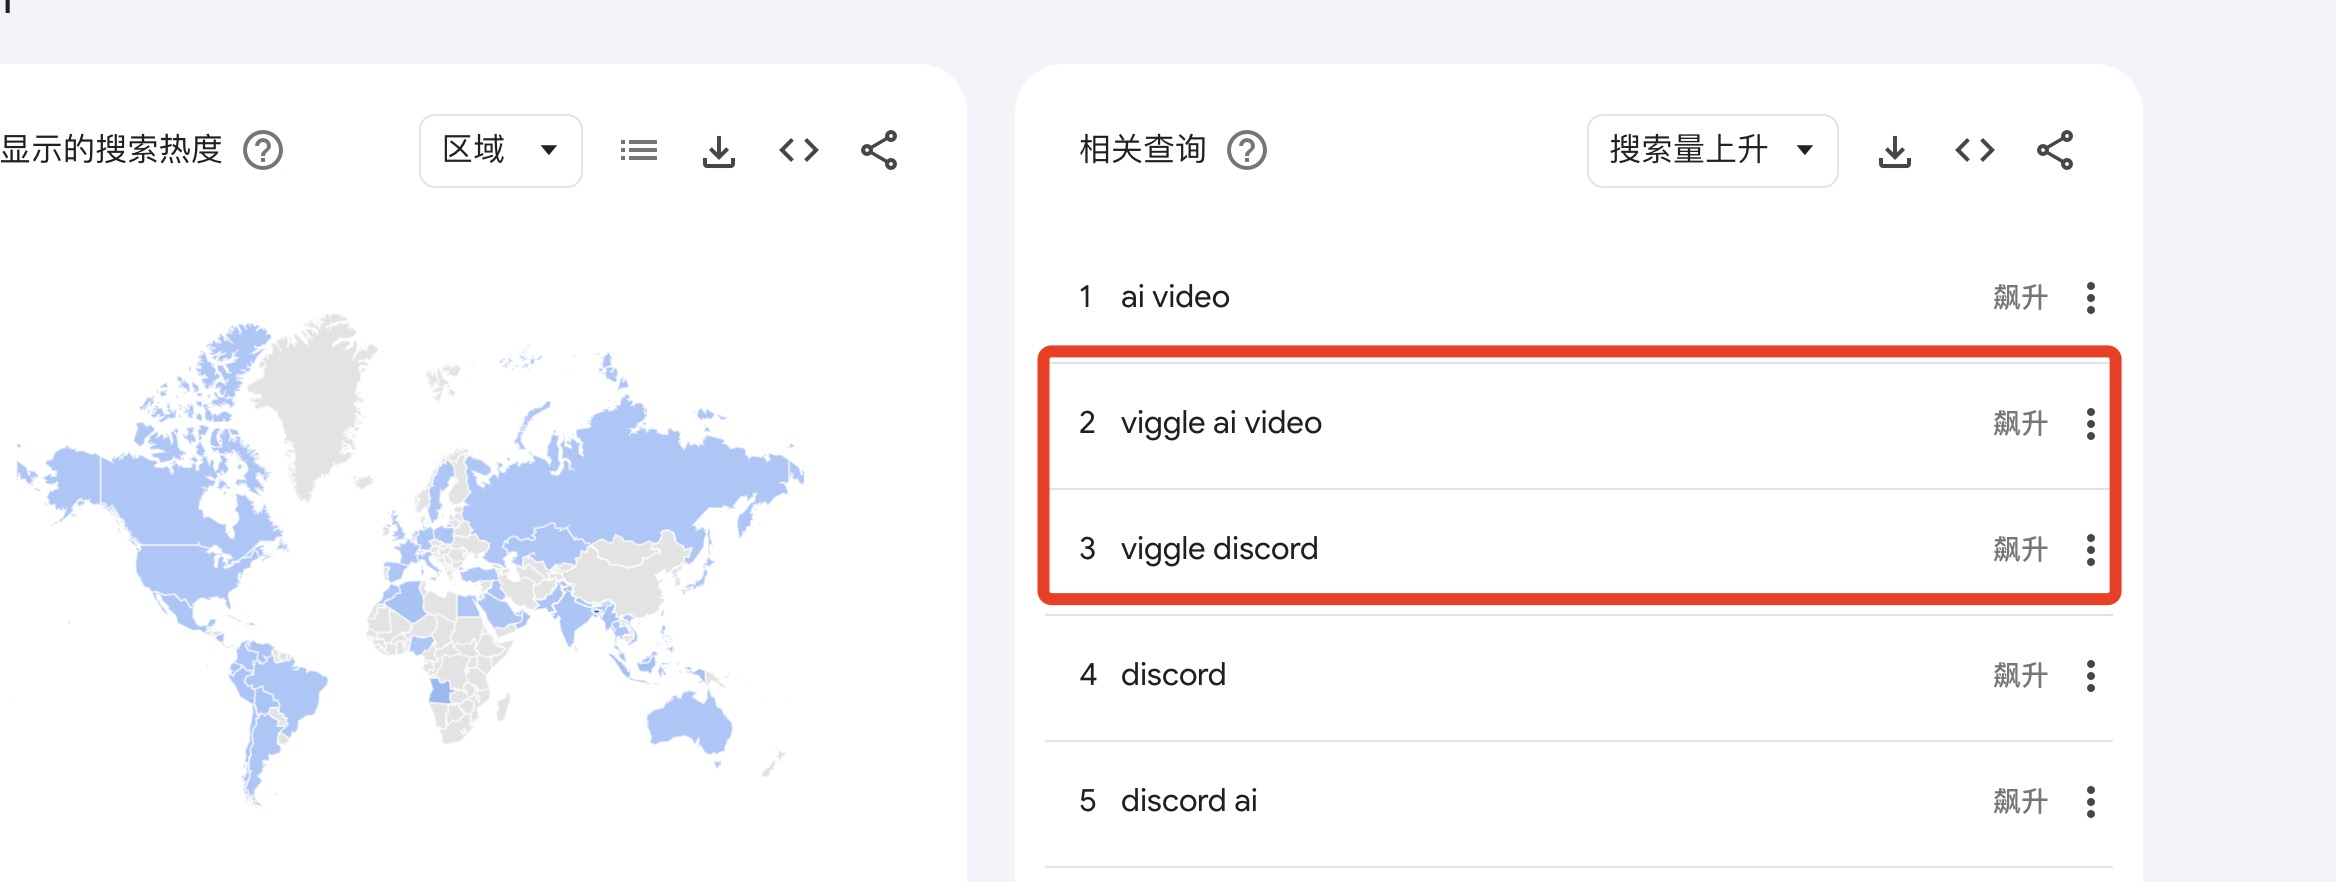 显示的搜索热度
区域
相关查询
搜索量上升
1 ai video 飙升
2 viggle ai video 飙升
3 viggle discord 飙升
4 discord 飙升
5 discord ai 飙升